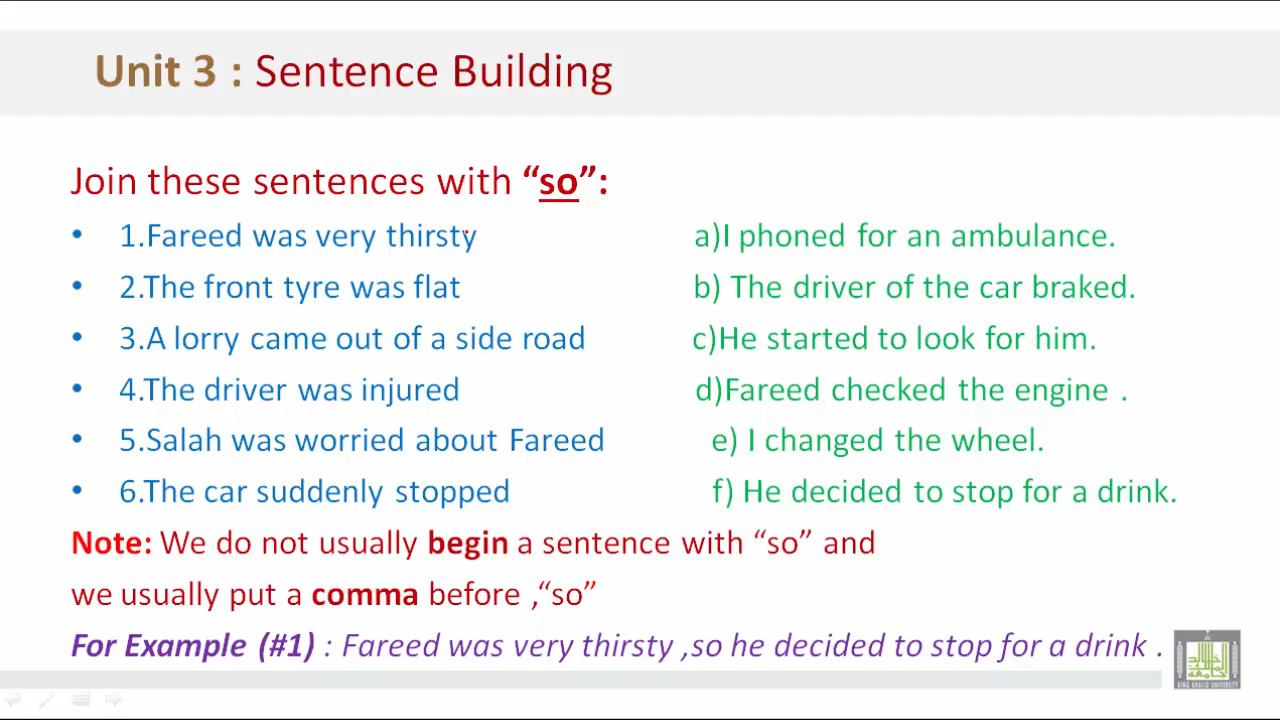 Unit 3 : Sentence Building
Join these sentences with “so”:
• 1.Fareed was very thirsty a)I phoned for an ambulance.
• 2.The front tyre was flat b) The driver of the car braked.
• 3.A lorry came out of a side road c)He started to look for him.
• 4.The driver was injured d)Fareed checked the engine .
• 5.Salah was worried about Fareed e) I changed the wheel.
• 6.The car suddenly stopped f) He decided to stop for a drink.
Note: We do not usually begin a sentence with “so” and
we usually put a comma before ,“so”
For Example (#1) : Fareed was very thirsty ,so he decided to stop for a drink .
KING KHALID UNIVERSITY